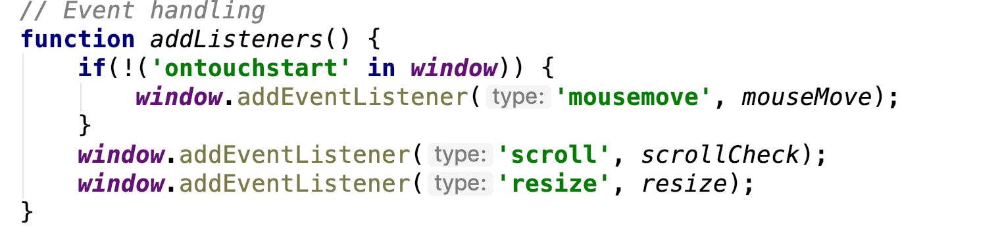 // Event handling
function addListeners() {
    if(!('ontouchstart' in window)) {
        window.addEventListener( type: 'mousemove', mouseMove);
    }
    window.addEventListener( type: 'scroll', scrollCheck);
    window.addEventListener( type: 'resize', resize);
}